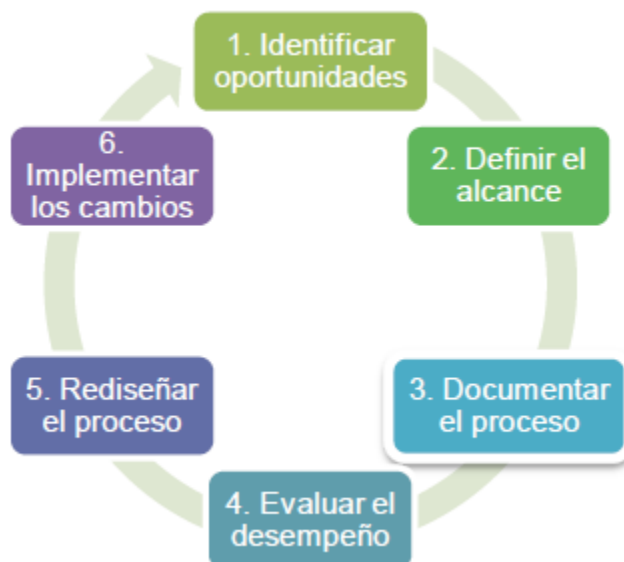 1. Identificar
oportunidades
2. Definir el
alcance
3. Documentar
el proceso
4. Evaluar el
desempeño
5. Rediseñar
el proceso
6.
Implementar
los cambios